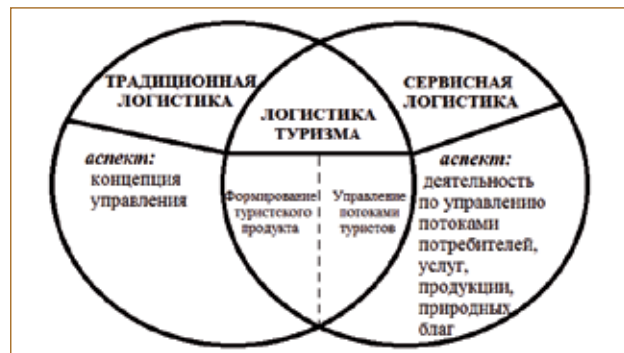 ТРАДИЦИОННАЯ
ЛОГИСТИКА
аспект:
концепция
управления
ЛОГИСТИКА
ТУРИЗМА
Формирование
туристского
продукта
Управление
потоками
туристов
СЕРВИСНАЯ
ЛОГИСТИКА
аспект:
деятельность
по управлению
потоками
потребителей,
услуг,
продукции,
природных
благ